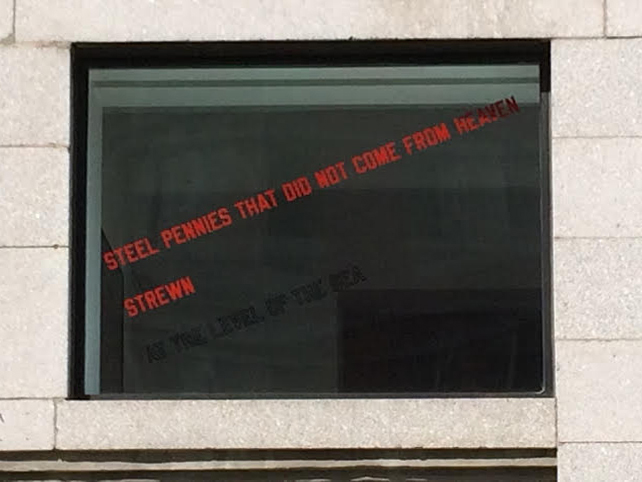 STEEL PENNIES THAT DID NOT COME FROM HEAVEN
STREWN
AT THE LEVEL OF THE SEA